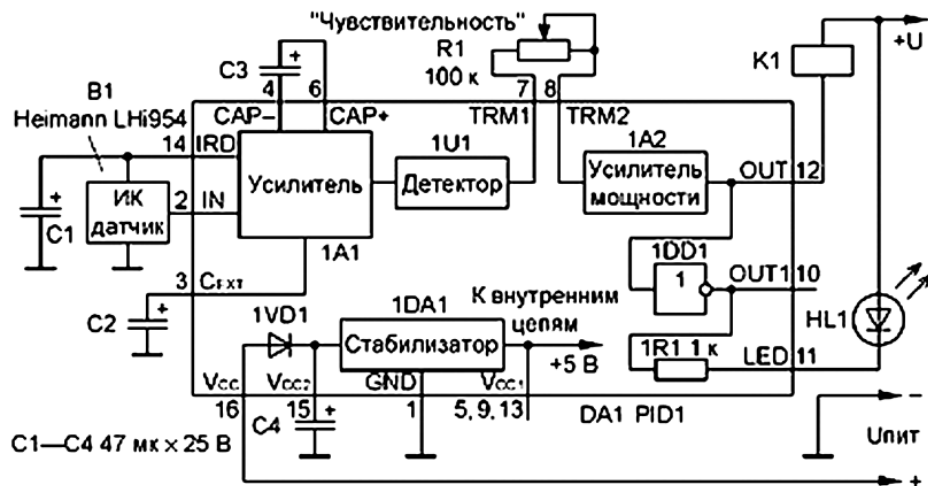 "Чувствительность"
R1
100 к
+U
K1
C3
+
4
6
7
8
B1
Heimann LHi954
CAP−
CAP+
TRM1
TRM2
14
IRD
1U1
1A2
Усилитель
Детектор
Усилитель
мощности
OUT
12
+
ИК
датчик
2
IN
C1
1A1
1DD1
1
OUT1
10
3
CEXT
+
C2
1VD1
1DA1
К внутренним
цепям
HL1
Стабилизатор
+5 В
1R1 1 к
LED
11
VCC
VCC2
GND
VCC1
16
15
+
1
5, 9, 13
DA1 PID1
−
C4
C1—C4 47 мк × 25 В
Uпит
+